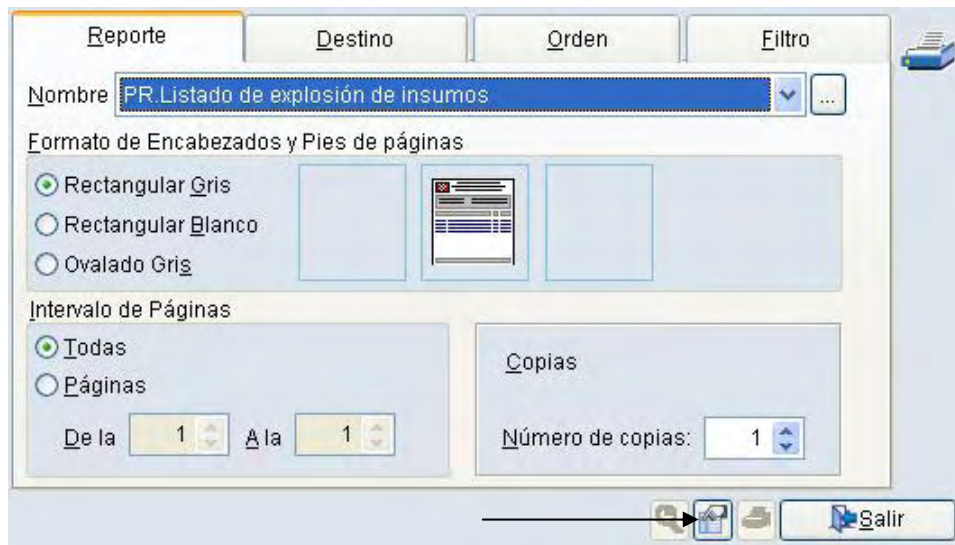 Reporte
Destino
Orden
Filtro
Nombre PR.Listado de explosión de insumos ...
Formato de Encabezados y Pies de páginas
Rectangular Gris
Rectangular Blanco
Ovalado Gris
Intervalo de Páginas
Todas
Páginas
De la 1 A la 1
Copias
Número de copias: 1
Salir